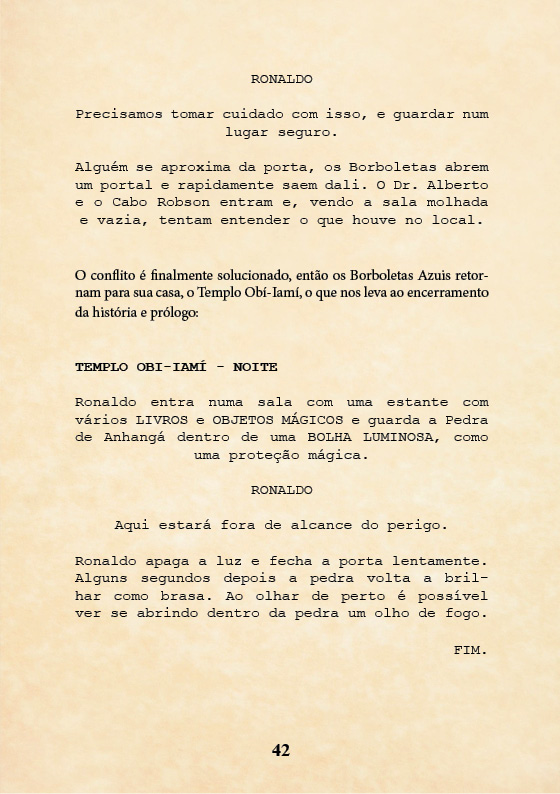 RONALDO
Precisamos tomar cuidado com isso, e guardar num
lugar seguro.
Alguém se aproxima da porta, os Borboletas abrem
um portal e rapidamente saem dali. O Dr. Alberto
e o Cabo Robson entram e, vendo a sala molhada
e vazia, tentam entender o que houve no local.
O conflito é finalmente solucionado, então os Borboletas Azuis retor-
nam para sua casa, o Templo Obí-Iamí, o que nos leva ao encerramento
da história e prólogo:
TEMPLO OBI-IAMÍ - NOITE
Ronaldo entra numa sala com uma estante com
vários LIVROS e OBJETOS MÁGICOS e guarda a Pedra
de Anhangá dentro de uma BOLHA LUMINOSA, como
uma proteção mágica.
RONALDO
Aqui estará fora de alcance do perigo.
Ronaldo apaga a luz e fecha a porta lentamente.
Alguns segundos depois a pedra volta a bril-
har como brasa. Ao olhar de perto é possível
ver se abrindo dentro da pedra um olho de fogo.
FIM.
42